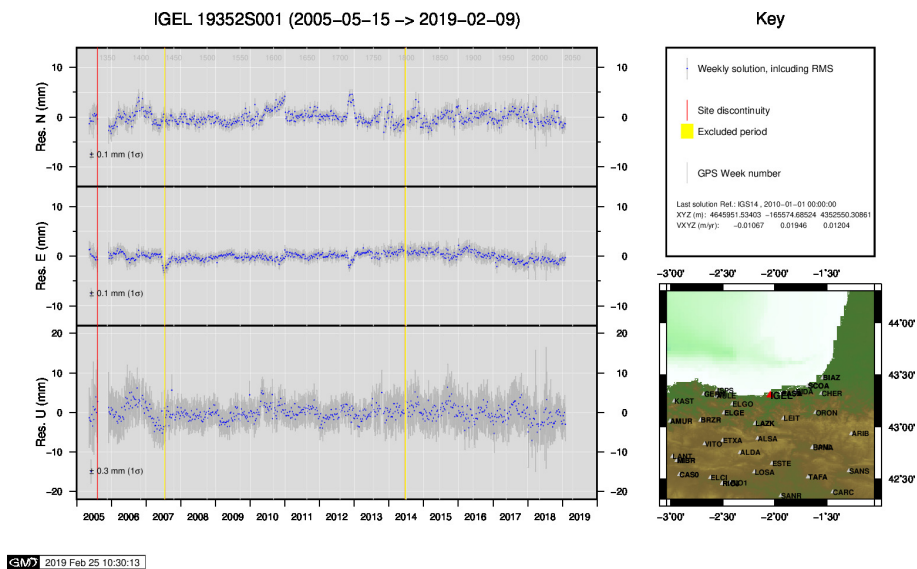 IGEL 19352S001 (2005−05−15 −> 2019−02−09)
Key
1350 1400 1450 1500 1550 1600 1650 1700 1750 1800 1850 1900 1950 2000 2050
Res. N (mm)
10 10
0 0
−10 −10
± 0.1 mm (1σ)
Res. E (mm)
10 10
0 0
−10 −10
± 0.1 mm (1σ)
Res. U (mm)
20 20
10 10
0 0
−10 −10
−20 −20
± 0.3 mm (1σ)
2005 2006 2007 2008 2009 2010 2011 2012 2013 2014 2015 2016 2017 2018 2019
Weekly solution, inlcuding RMS
Site discontinuity
Excluded period
GPS Week number
Last solution Ref.: IGS14 , 2010−01−01 00:00:00
XYZ (m): 4645951.53403 −165574.68524 4352550.30861
VXYZ (m/yr): −0.01067 0.01946 0.01204
−3˚00' −2˚30' −2˚00' −1˚30'
44˚00'
43˚30'
43˚00'
42˚30'
BIAZ
SCOA
CHER
IGEL
KAST
ELGO
ELGE
AMUR BRZR
LAZK
LEIT
ORON
ARIB
VITO
ETXA
ALSA
ALDA
ESTE
LOSA
TAFA
SANS
ELCI
SANR
CARC
−3˚00' −2˚30' −2˚00' −1˚30'
GMT 2019 Feb 25 10:30:13